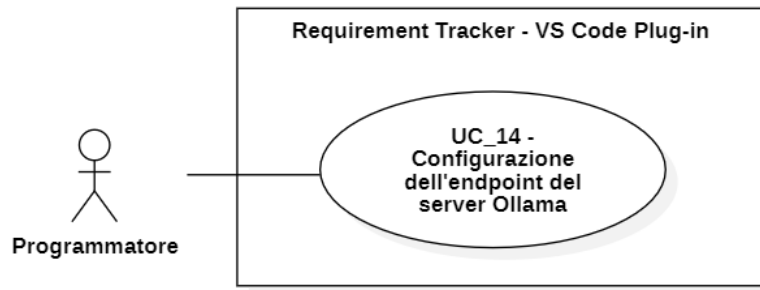 Requirement Tracker - VS Code Plug-in
UC_14 -
Configurazione
dell'endpoint del
server Ollama
Programmatore